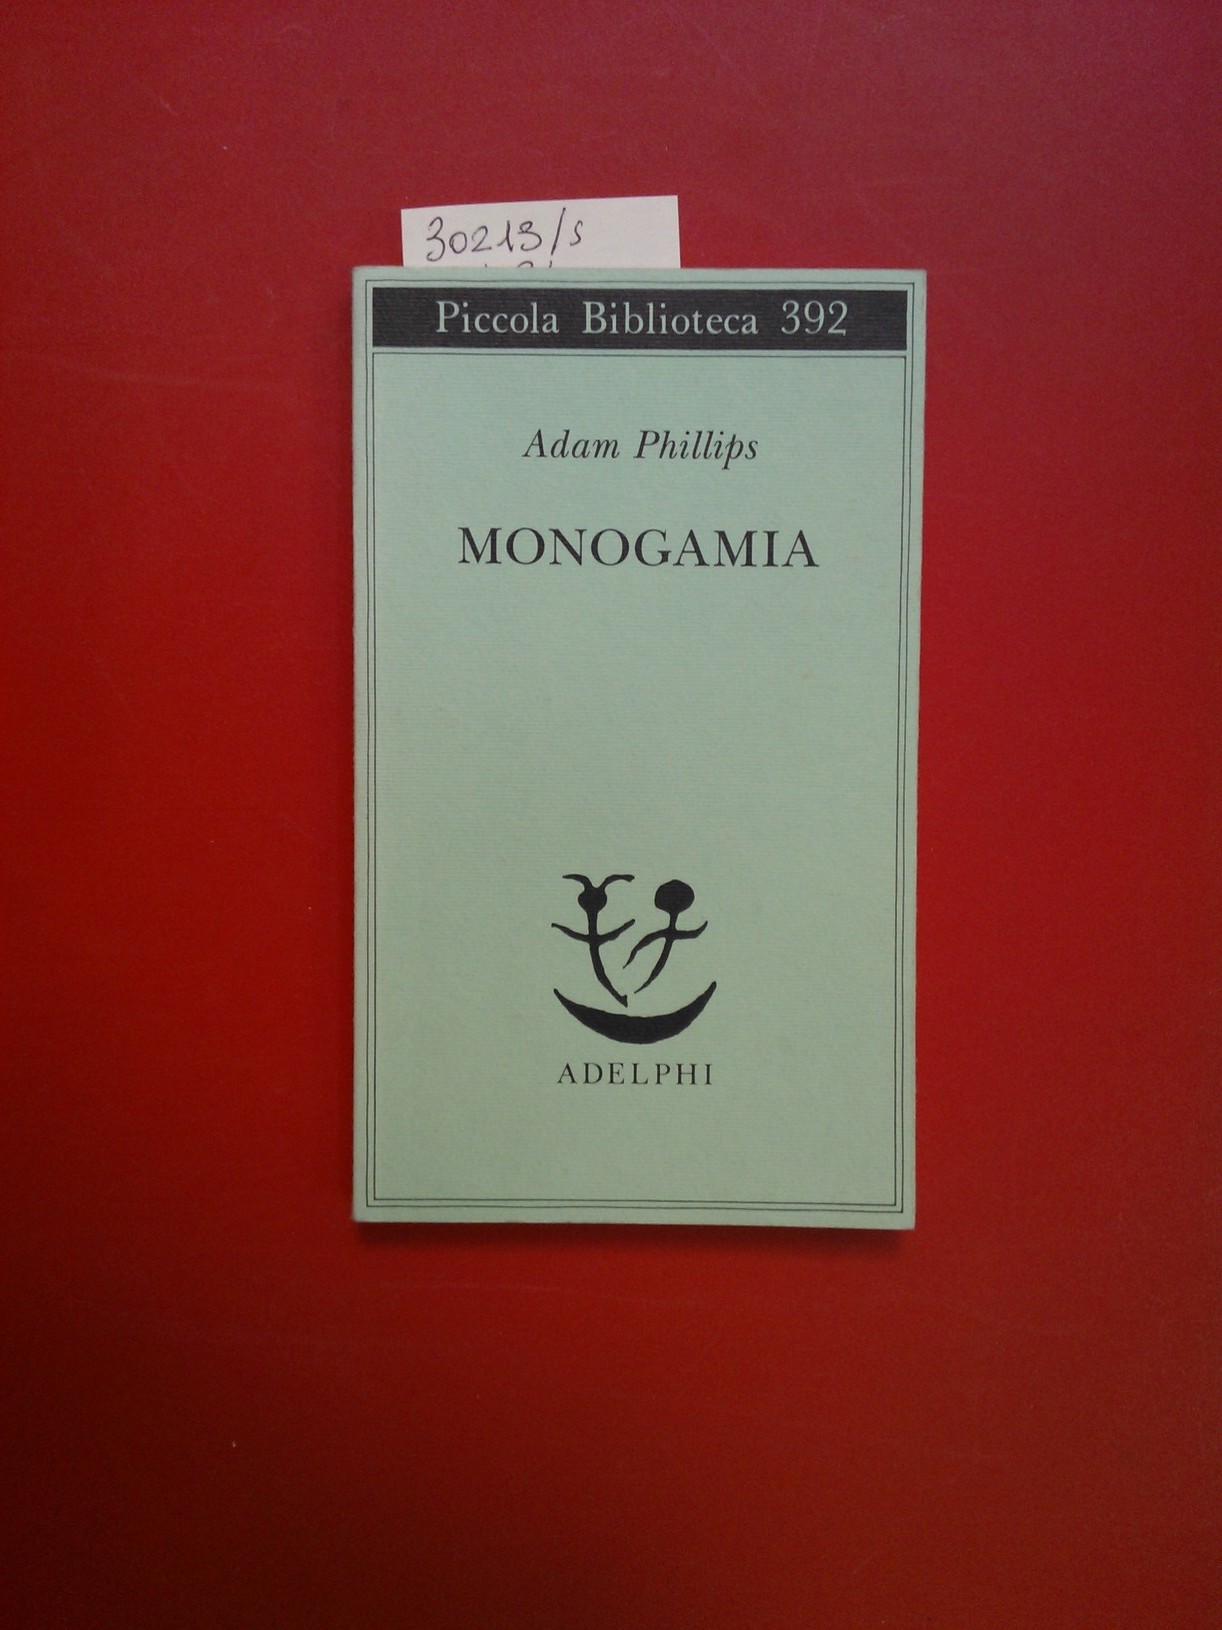 30213/s
Piccola Biblioteca 392
Adam Phillips
MONOGAMIA
ADELPHI